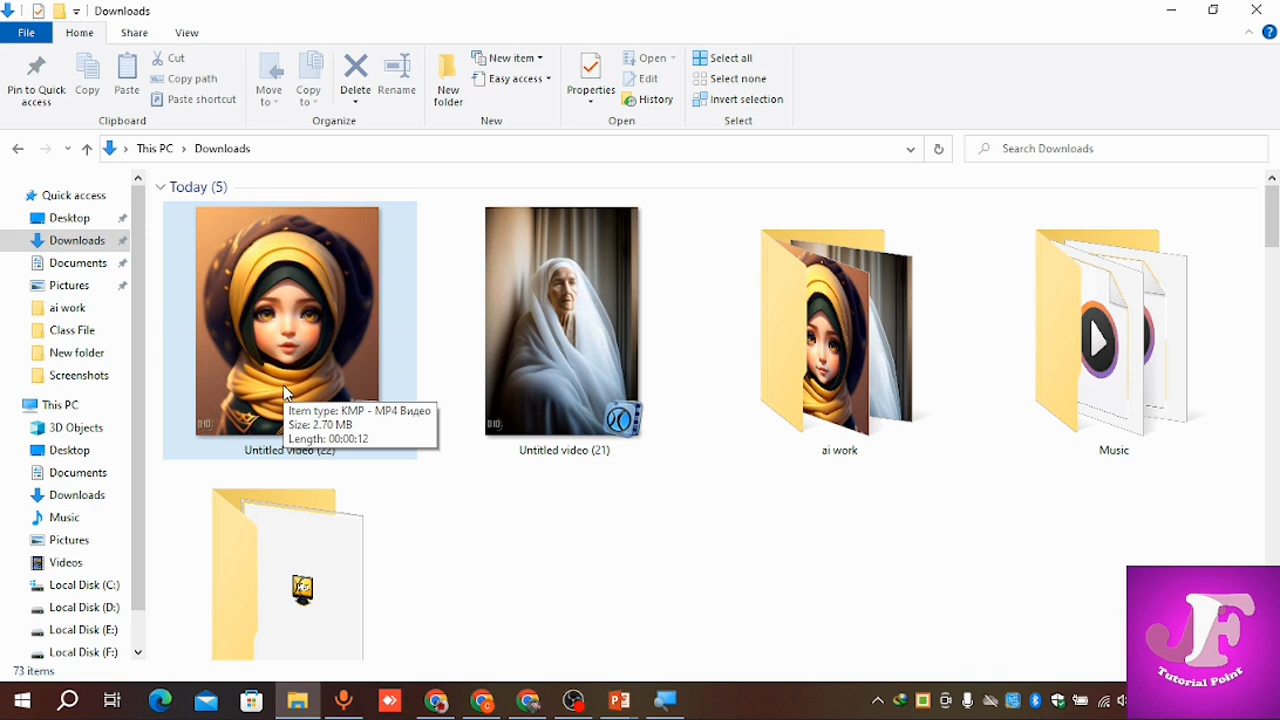 Downloads
File
Home
Share
View
Pin to Quick access
Copy
Paste
Cut
Copy path
Paste shortcut
Clipboard
Move to
Copy to
Delete
Rename
Organize
New folder
New item
Easy access
New
Properties
Open
Edit
History
Open
Select all
Select none
Invert selection
Select
This PC
Downloads
Search Downloads
Quick access
Desktop
Downloads
Documents
Pictures
ai work
Class File
New folder
Screenshots
This PC
3D Objects
Desktop
Documents
Downloads
Music
Pictures
Videos
Local Disk (C:)
Local Disk (D:)
Local Disk (E:)
Local Disk (F:)
Today (5)
Item type: KMP - MP4 Видео
Size: 2.70 MB
Length: 00:00:12
Untitled video (22)
Untitled video (21)
ai work
Music
73 items
JF
Tutorial Point